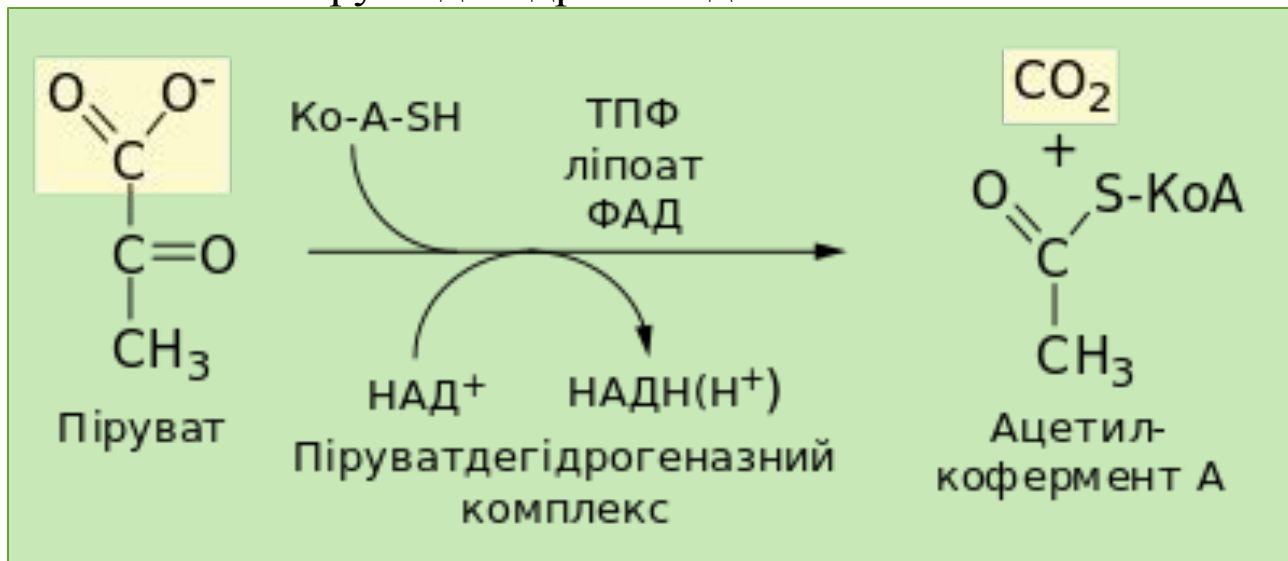 O O⁻
C
C=O
CH₃
Піруват
Ко-А-SH
ТПФ
ліпоат
ФАД
НАД⁺ НАДН(Н⁺)
Піруватдегідрогеназний
комплекс
CO₂
+
O S-КоА
C
CH₃
Ацетил-
кофермент А